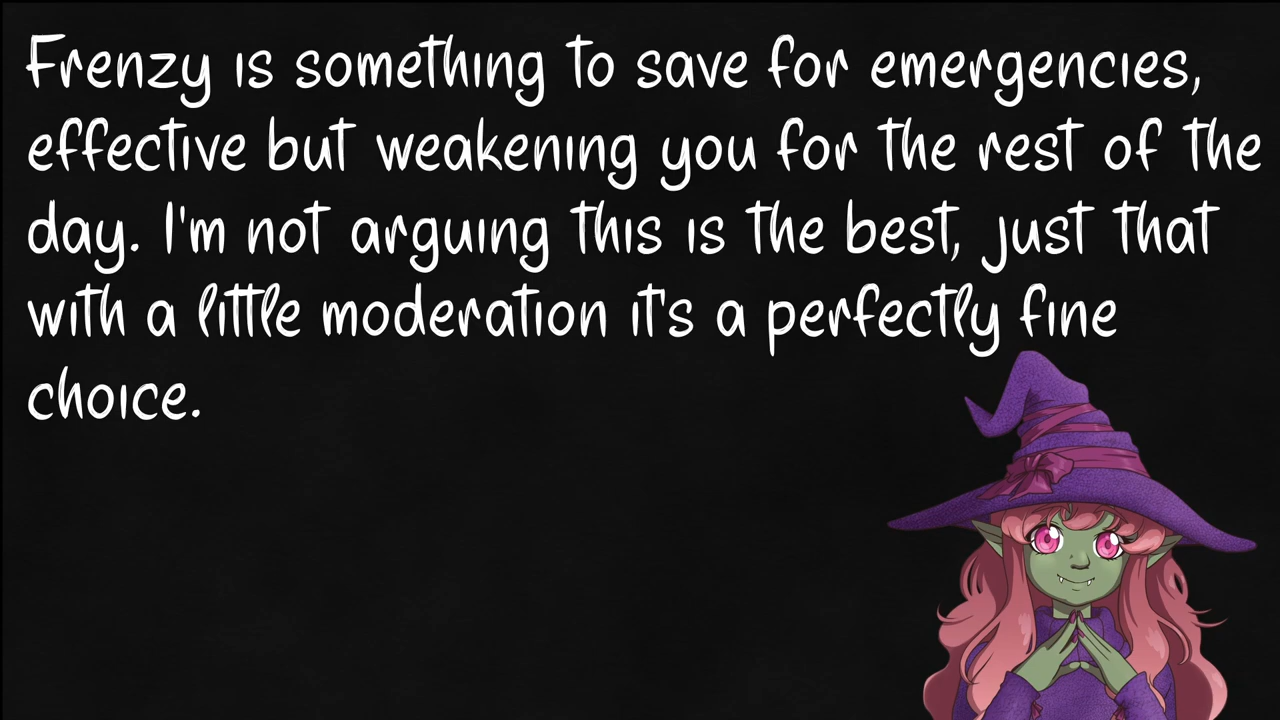 Frenzy is something to save for emergencies,
effective but weakening you for the rest of the
day. I'm not arguing this is the best, just that
with a little moderation it's a perfectly fine
choice.